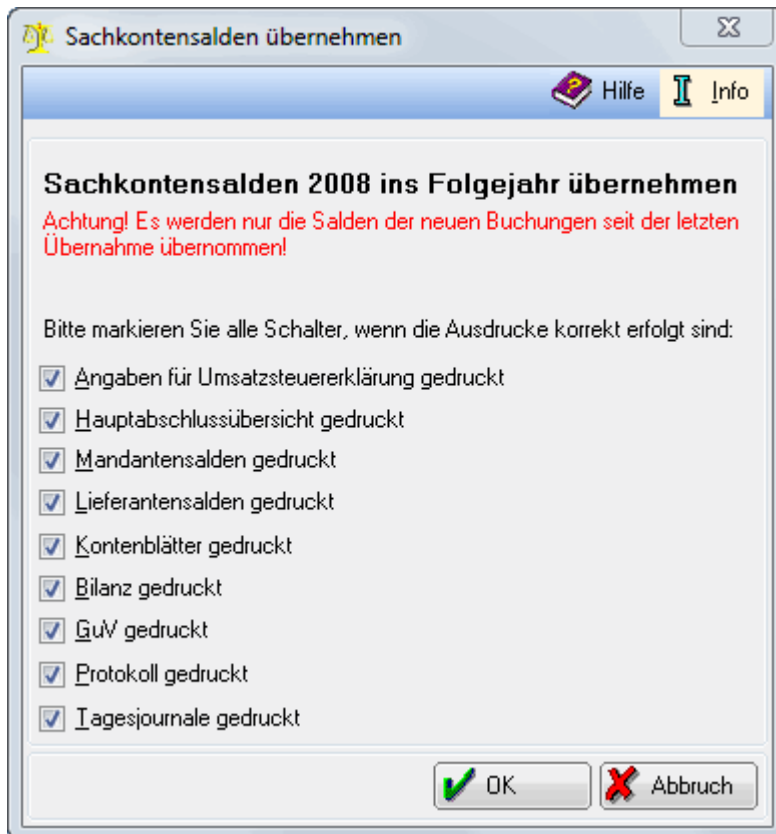 Sachkontensalden übernehmen
Hilfe Info
Sachkontensalden 2008 ins Folgejahr übernehmen
Achtung! Es werden nur die Salden der neuen Buchungen seit der letzten
Übernahme übernommen!
Bitte markieren Sie alle Schalter, wenn die Ausdrucke korrekt erfolgt sind:
Angaben für Umsatzsteuererklärung gedruckt
Hauptabschlussübersicht gedruckt
Mandantensalden gedruckt
Lieferantensalden gedruckt
Kontenblätter gedruckt
Bilanz gedruckt
GuV gedruckt
Protokoll gedruckt
Tagesjournale gedruckt
OK Abbruch